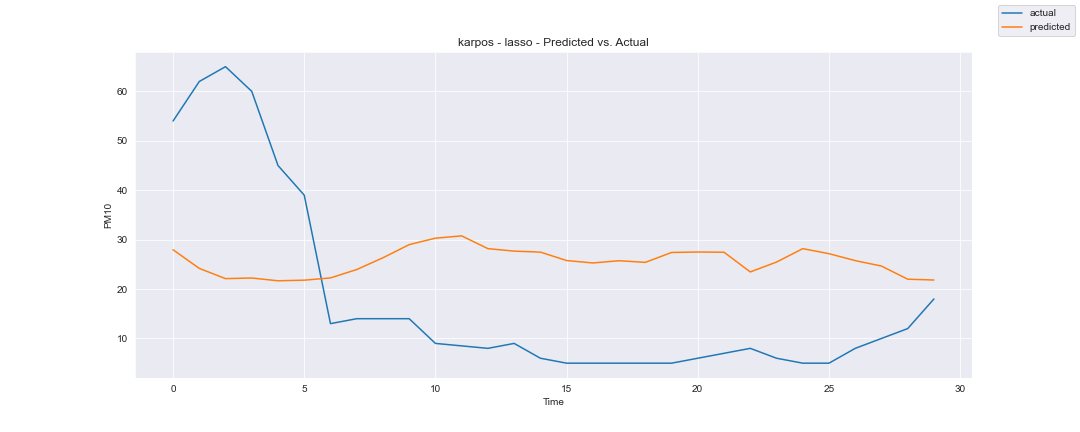 actual
predicted
karpos - lasso - Predicted vs. Actual
60
50
40
30
20
10
PM10
0 5 10 15 20 25 30
Time